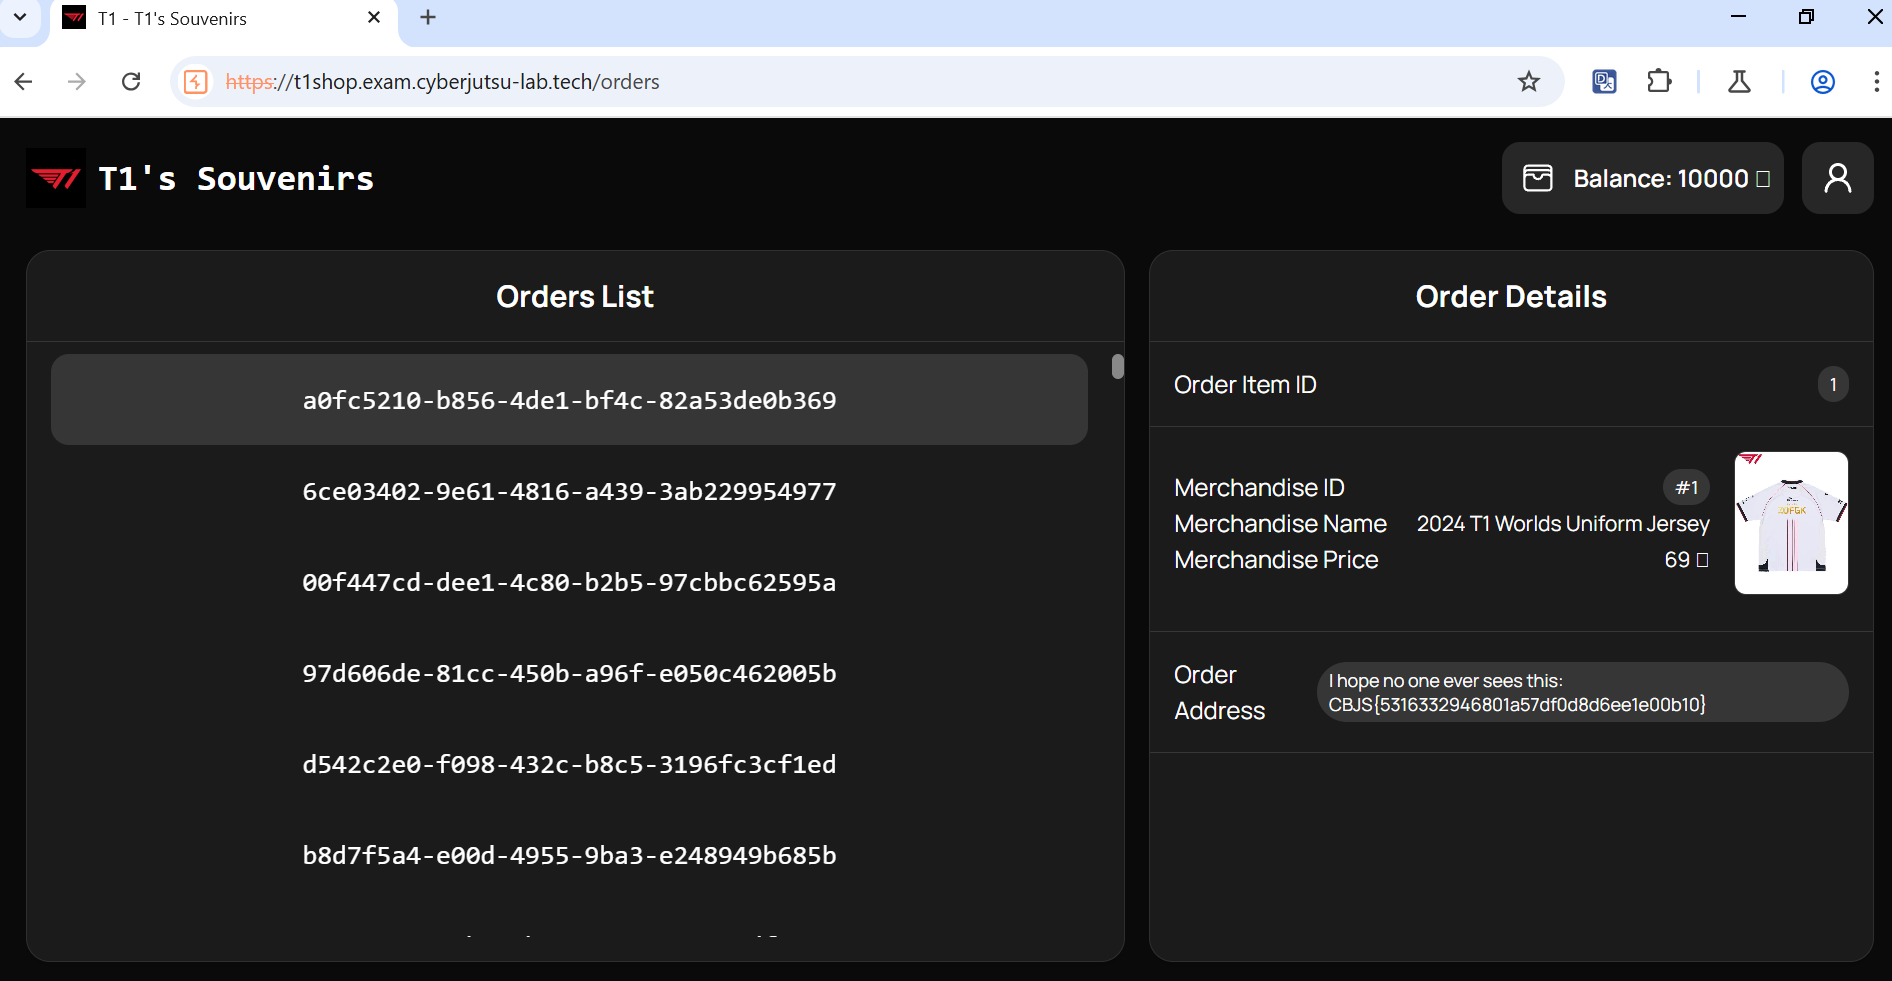 T1 - T1's Souvenirs
https://t1shop.exam.cyberjutsu-lab.tech/orders
T1's Souvenirs
Balance: 10000
Orders List
a0fc5210-b856-4de1-bf4c-82a53de0b369
6ce03402-9e61-4816-a439-3ab229954977
00f447cd-dee1-4c80-b2b5-97cbbc62595a
97d606de-81cc-450b-a96f-e050c462005b
d542c2e0-f098-432c-b8c5-3196fc3cf1ed
b8d7f5a4-e00d-4955-9ba3-e248949b685b
Order Details
Order Item ID 1
Merchandise ID #1
Merchandise Name 2024 T1 Worlds Uniform Jersey
Merchandise Price 69
Order
Address
I hope no one ever sees this:
CBJS{5316332946801a57df0d8d6ee1e00b10}